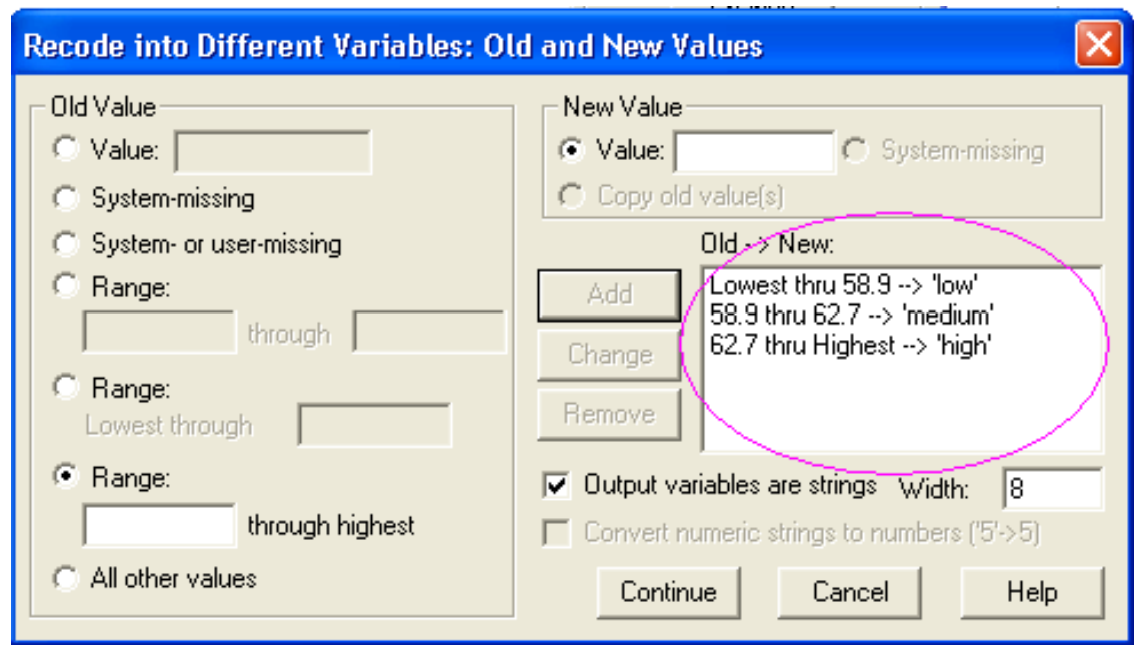 Recode into Different Variables: Old and New Values
Old Value
Value:
System-missing
System- or user-missing
Range:
through
Range:
Lowest through
Range:
through highest
All other values
New Value
Value: System-missing
Copy old value(s)
Old --> New:
Add
Change
Remove
Lowest thru 58.9 --> 'low'
58.9 thru 62.7 --> 'medium'
62.7 thru Highest --> 'high'
Output variables are strings Width: 8
Convert numeric strings to numbers ('5'->5)
Continue Cancel Help